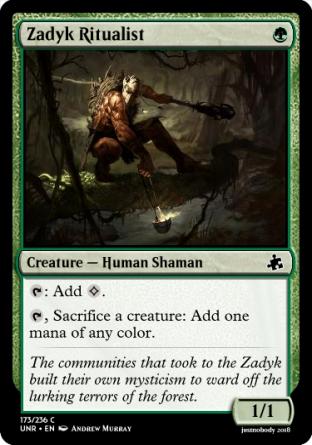 Zadyk Ritualist
Creature — Human Shaman
: Add .
, Sacrifice a creature: Add one
mana of any color.
The communities that took to the Zadyk
built their own mysticism to ward off the
lurking terrors of the forest.
1/1
173/236 C
UNR • EN Andrew Murray
justnobody 2018